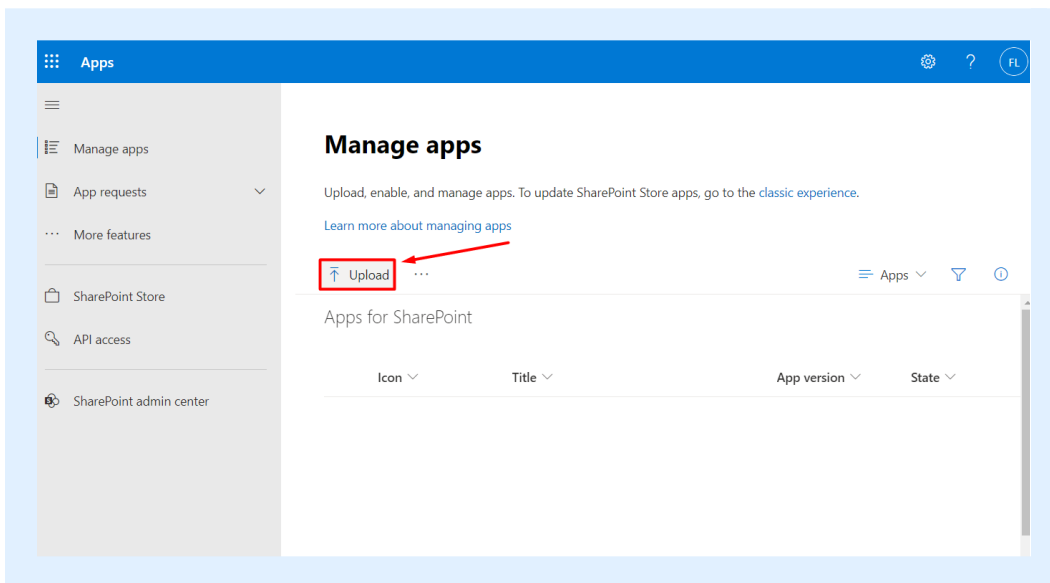 Apps
?
FL
Manage apps
App requests
More features
SharePoint Store
API access
SharePoint admin center
Manage apps
Upload, enable, and manage apps. To update SharePoint Store apps, go to the classic experience.
Learn more about managing apps
Upload ··· Apps
Apps for SharePoint
Icon Title App version State